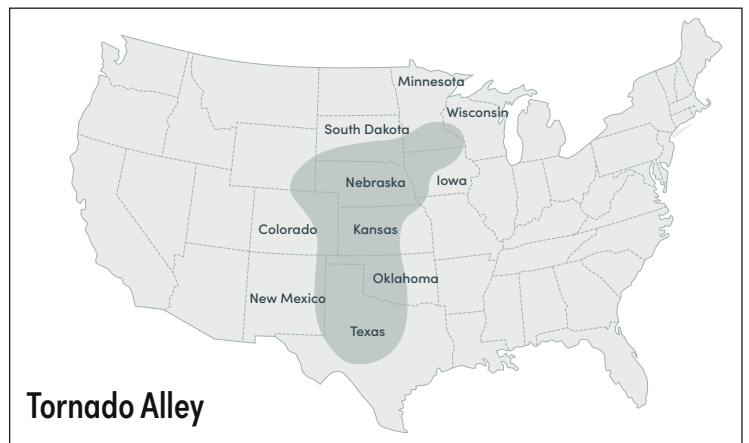 Minnesota
Wisconsin
South Dakota
Nebraska
Iowa
Colorado
Kansas
Oklahoma
New Mexico
Texas
Tornado Alley